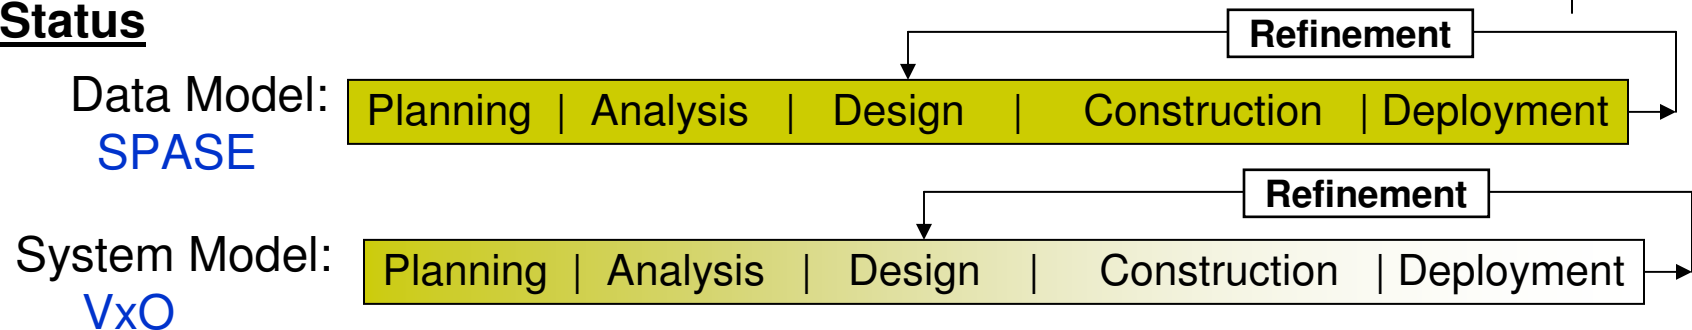 Status
Refinement
Data Model: Planning | Analysis | Design | Construction | Deployment
SPASE
Refinement
System Model: Planning | Analysis | Design | Construction | Deployment
VxO